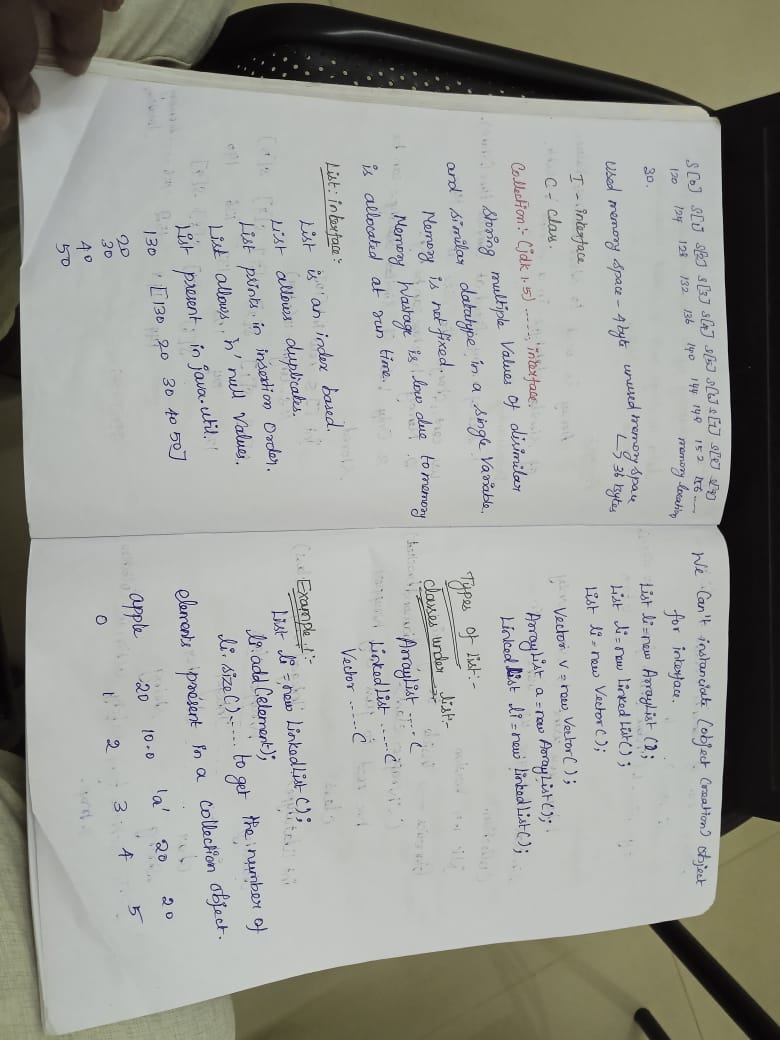 S[0] S[1] S[2] S[3] S[4] S[5] S[6] S[7] S[8] S[9]
120 124 128 132 136 140 144 148 152 156....
memory location
30.
Used memory space - 4 byte unused memory space
↳ 36 bytes
I - interface
C - class.
Collection:- (jdk 1.5) ...... interface.
Storing multiple Values of disimilar
and similar datatype in a single Variable.
Memory is not fixed.
Memory Wastage is low due to memory
is allocated at run time.
List: interface:-
List is an index based.
List allows duplicates.
List prints in insertion Order.
List allows 'n' null Values.
List present in java.util.
130 [130 20 30 40 50]
20
30
40
50
We Can't instanciate (object Creation) object
for interface.
List li = new ArrayList ();
List li = new Linked List();
List li = new Vector();
Vector v = new Vector();
ArrayList a = new ArrayList();
Linked List li = new LinkedList();
Types of List:-
classes under list:-
ArrayList .... C
LinkedList ..... C
Vector ..... C
Example 1:-
List li = new LinkedList ();
li.add (element);
li.size() ..... to get the number of
elements present in a collection object.
apple 20 10.0 'a' 20 20
0 1 2 3 4 5